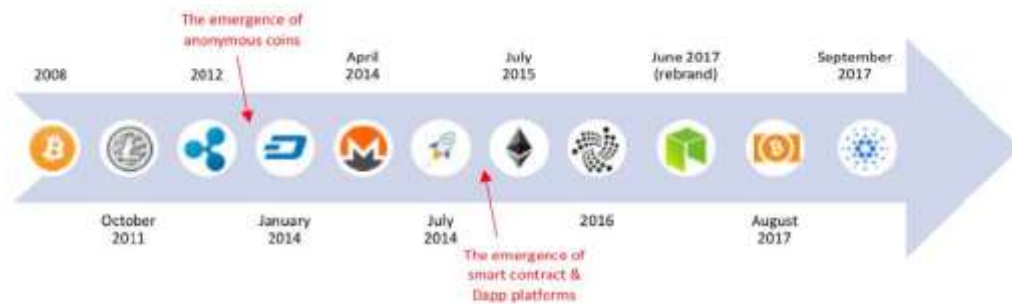 The emergence of
anonymous coins
2008
2012
April
2014
July
2015
June 2017
(rebrand)
September
2017
October
2011
January
2014
July
2014
2016
August
2017
The emergence of
smart contract &
Dapp platforms